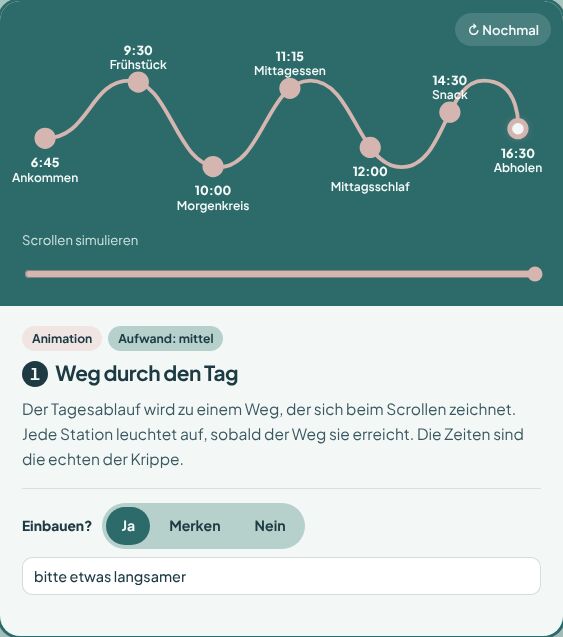 Nochmal
9:30
Frühstück
11:15
Mittagessen
14:30
Snack
6:45
Ankommen
10:00
Morgenkreis
12:00
Mittagsschlaf
16:30
Abholen
Scrollen simulieren
Animation
Aufwand: mittel
1 Weg durch den Tag
Der Tagesablauf wird zu einem Weg, der sich beim Scrollen zeichnet.
Jede Station leuchtet auf, sobald der Weg sie erreicht. Die Zeiten sind
die echten der Krippe.
Einbauen? Ja Merken Nein
bitte etwas langsamer